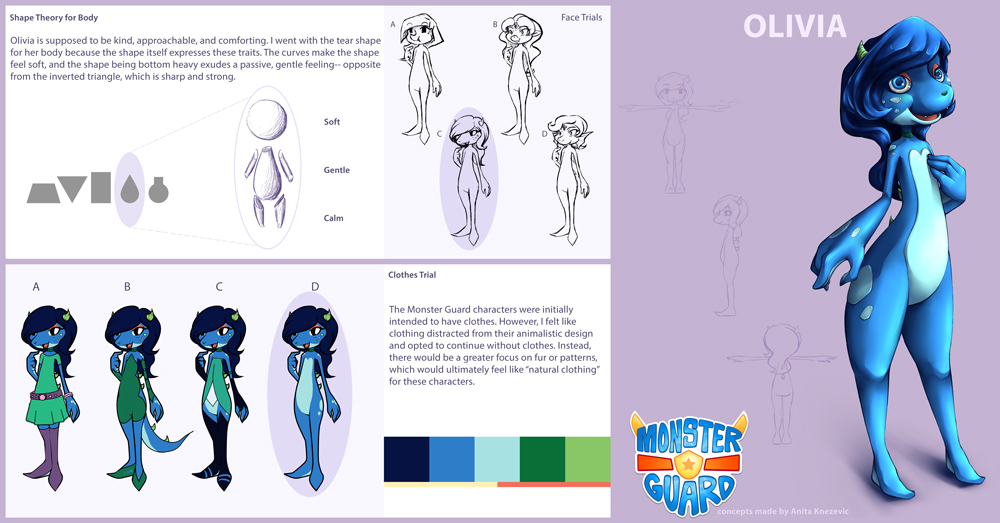 Shape Theory for Body
Olivia is supposed to be kind, approachable, and comforting. I went with the tear shape
for her body because the shape itself expresses these traits. The curves make the shape
feel soft, and the shape being bottom heavy exudes a passive, gentle feeling-- opposite
from the inverted triangle, which is sharp and strong.
Soft
Gentle
Calm
Face Trials
A
B
C
D
A
B
C
D
Clothes Trial
The Monster Guard characters were initially
intended to have clothes. However, I felt like
clothing distracted from their animalistic design
and opted to continue without clothes. Instead,
there would be a greater focus on fur or patterns,
which would ultimately feel like “natural clothing”
for these characters.
OLIVIA
MONSTER
GUARD
concepts made by Anita Knezevic